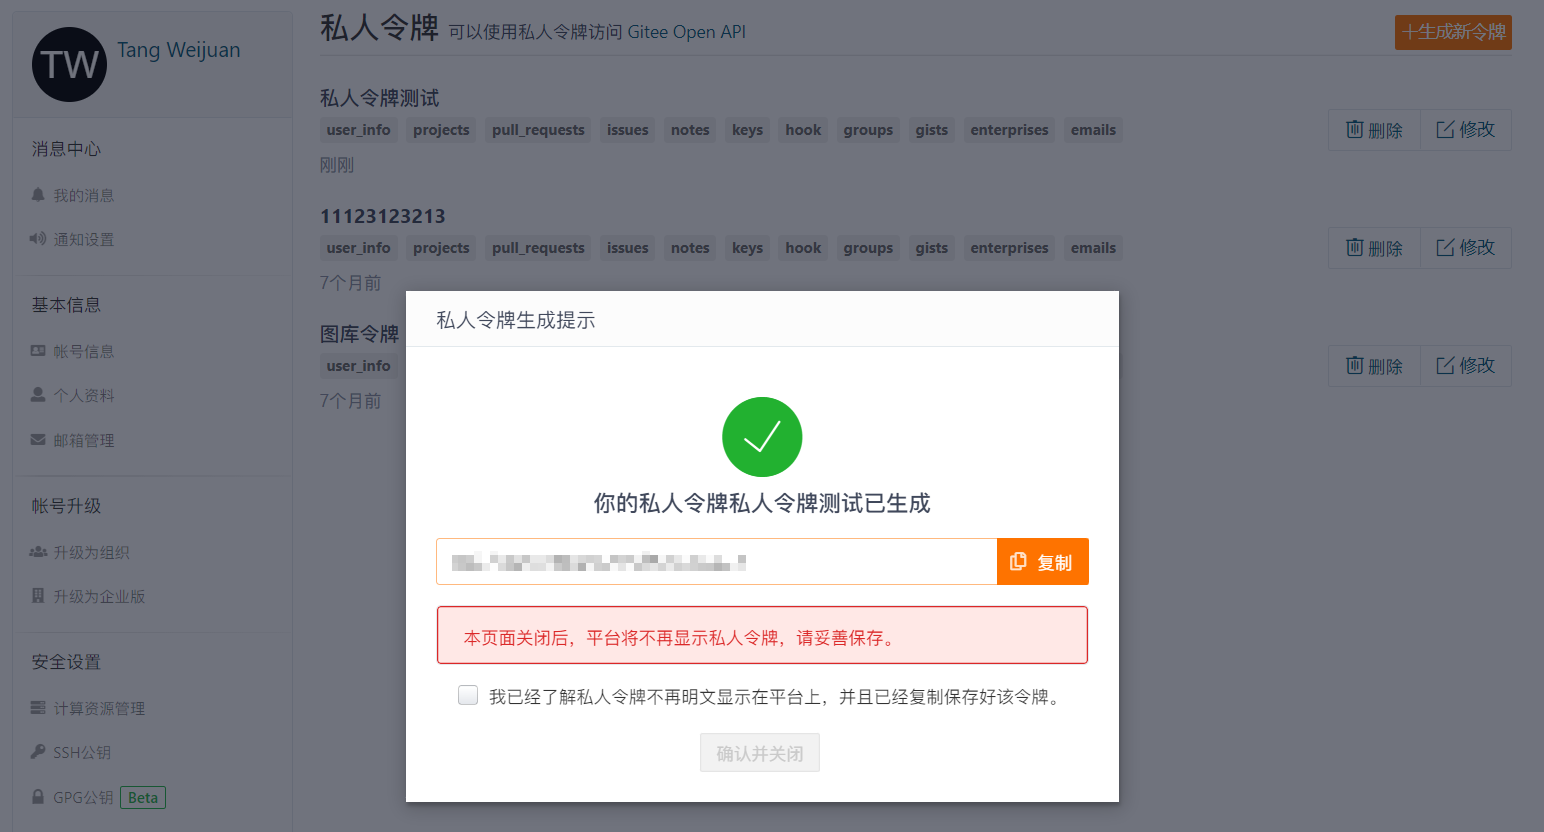 TW
Tang Weijuan
消息中心
我的消息
通知设置
基本信息
帐号信息
个人资料
邮箱管理
帐号升级
升级为组织
升级为企业版
安全设置
计算资源管理
SSH公钥
GPG公钥 Beta
私人令牌 可以使用私人令牌访问 Gitee Open API
生成新令牌
私人令牌测试
user_info projects pull_requests issues notes keys hook groups gists enterprises emails
刚刚
删除 修改
11123123213
user_info projects pull_requests issues notes keys hook groups gists enterprises emails
7个月前
删除 修改
图库令牌
user_info
7个月前
删除 修改
私人令牌生成提示
你的私人令牌私人令牌测试已生成
复制
本页面关闭后，平台将不再显示私人令牌，请妥善保存。
我已经了解私人令牌不再明文显示在平台上，并且已经复制保存好该令牌。
确认并关闭